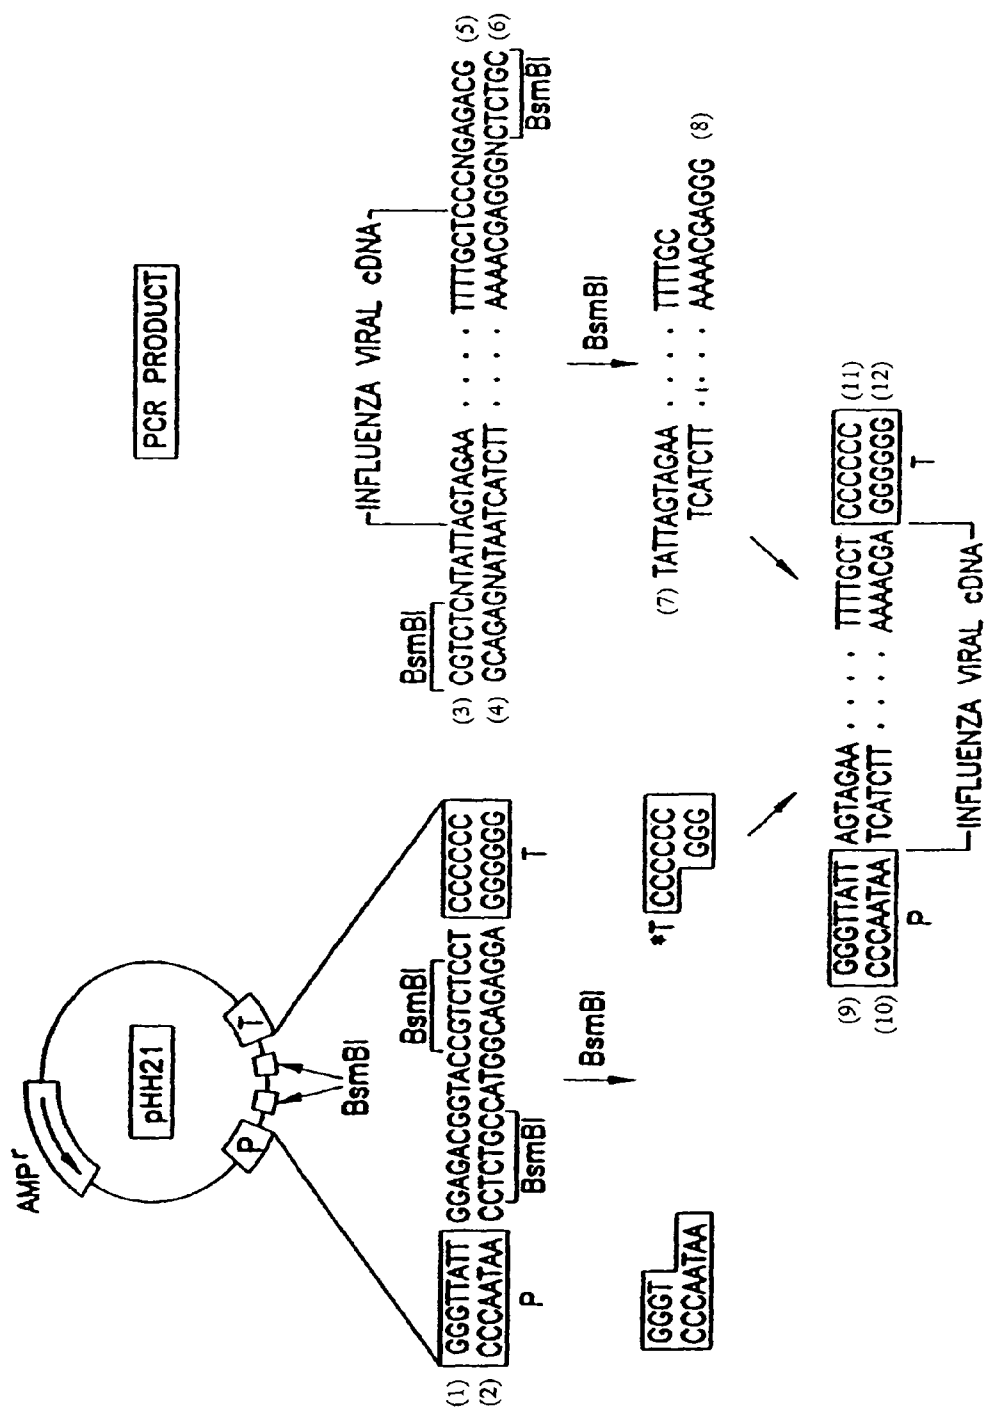 AMPr
pHH21
P
T
BsmBI
(1) GGGTTATT GGAGACGGTACCGTCTCCT CCCCCC
(2) CCCAATAA CCTCTGCCATGGCAGAGGA GGGGGG
BsmBI
BsmBI
P
T
BsmBI
GGGT
CCCAATAA
*T CCCCCC
GGG
PCR PRODUCT
INFLUENZA VIRAL cDNA
BsmBI
(3) CGTCTCNTATTAGTAGAA . . . . TTTTGCTCCCNGAGACG (5)
(4) GCAGAGNATAATCATCTT . . . . AAAACGAGGGNCTCTGC (6)
BsmBI
BsmBI
(7) TATTAGTAGAA . . . . TTTTGC
TCATCTT . . . . AAAACGAGGG (8)
(9) GGGTTATT AGTAGAA . . . . TTTTGCT CCCCCC (11)
(10) CCCAATAA TCATCTT . . . . AAAACGA GGGGGG (12)
P
T
INFLUENZA VIRAL cDNA